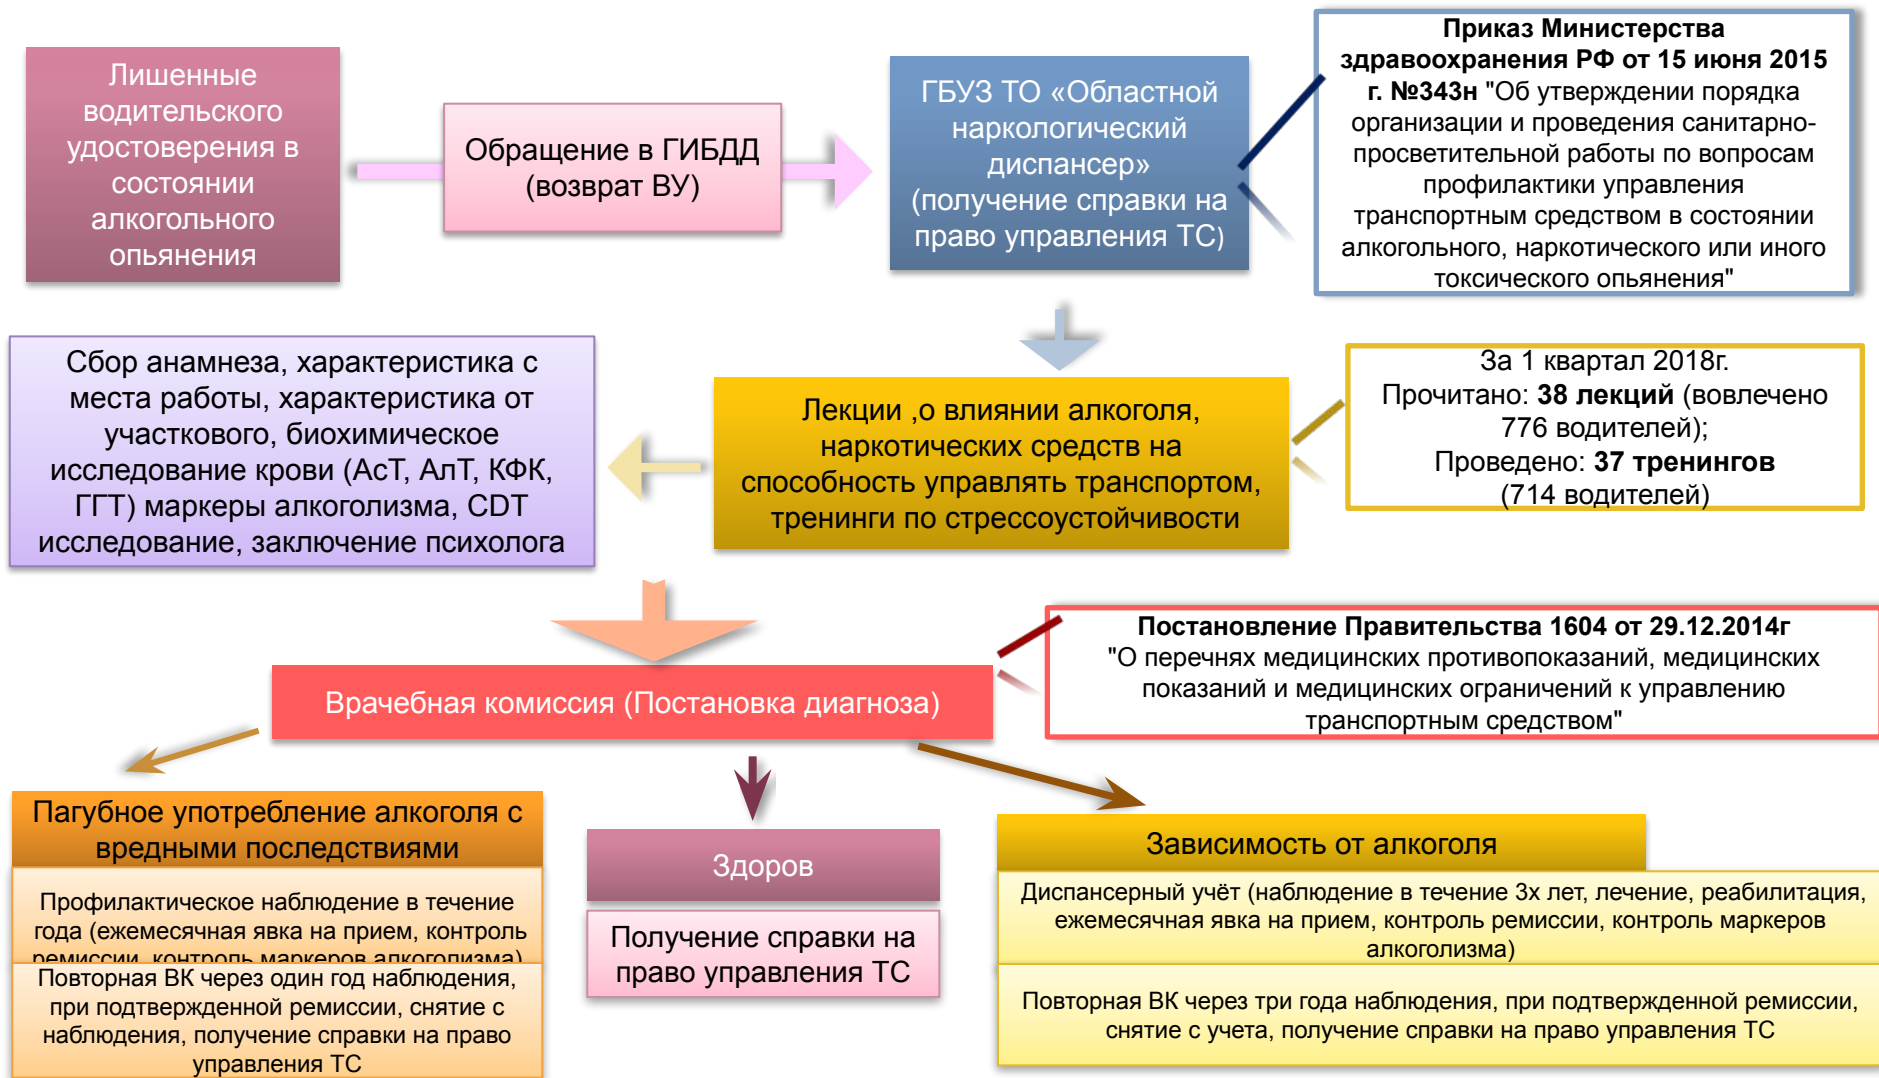 Лишенные
водительского
удостоверения в
состоянии
алкогольного
опьянения
Обращение в ГИБДД
(возврат ВУ)
ГБУЗ ТО «Областной
наркологический
диспансер»
(получение справки на
право управления ТС)
Приказ Министерства
здравоохранения РФ от 15 июня 2015
г. №343н "Об утверждении порядка
организации и проведения санитарно-
просветительной работы по вопросам
профилактики управления
транспортным средством в состоянии
алкогольного, наркотического или иного
токсического опьянения"
Сбор анамнеза, характеристика с
места работы, характеристика от
участкового, биохимическое
исследование крови (АсТ, АлТ, КФК,
ГГТ) маркеры алкоголизма, CDT
исследование, заключение психолога
Лекции ,о влиянии алкоголя,
наркотических средств на
способность управлять транспортом,
тренинги по стрессоустойчивости
За 1 квартал 2018г.
Прочитано: 38 лекций (вовлечено
776 водителей);
Проведено: 37 тренингов
(714 водителей)
Врачебная комиссия (Постановка диагноза)
Постановление Правительства 1604 от 29.12.2014г
"О перечнях медицинских противопоказаний, медицинских
показаний и медицинских ограничений к управлению
транспортным средством"
Пагубное употребление алкоголя с
вредными последствиями
Профилактическое наблюдение в течение
года (ежемесячная явка на прием, контроль
ремиссии, контроль маркеров алкоголизма)
Повторная ВК через один год наблюдения,
при подтвержденной ремиссии, снятие с
наблюдения, получение справки на право
управления ТС
Здоров
Получение справки на
право управления ТС
Зависимость от алкоголя
Диспансерный учёт (наблюдение в течение 3х лет, лечение, реабилитация,
ежемесячная явка на прием, контроль ремиссии, контроль маркеров
алкоголизма)
Повторная ВК через три года наблюдения, при подтвержденной ремиссии,
снятие с учета, получение справки на право управления ТС